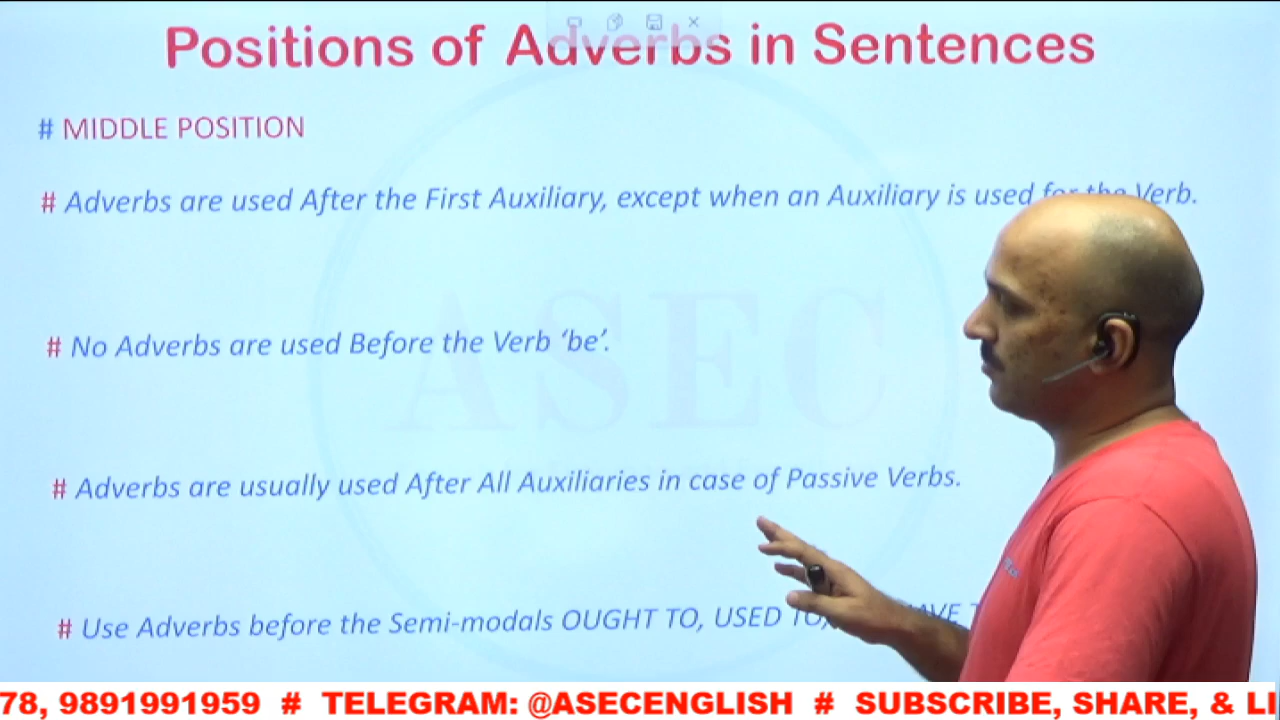 Positions of Adverbs in Sentences
# MIDDLE POSITION
# Adverbs are used After the First Auxiliary, except when an Auxiliary is used for the Verb.
# No Adverbs are used Before the Verb ‘be’.
ASEC
# Adverbs are usually used After All Auxiliaries in case of Passive Verbs.
# Use Adverbs before the Semi-modals OUGHT TO, USED TO,
78, 9891991959 # TELEGRAM: @ASECENGLISH # SUBSCRIBE, SHARE, & LI